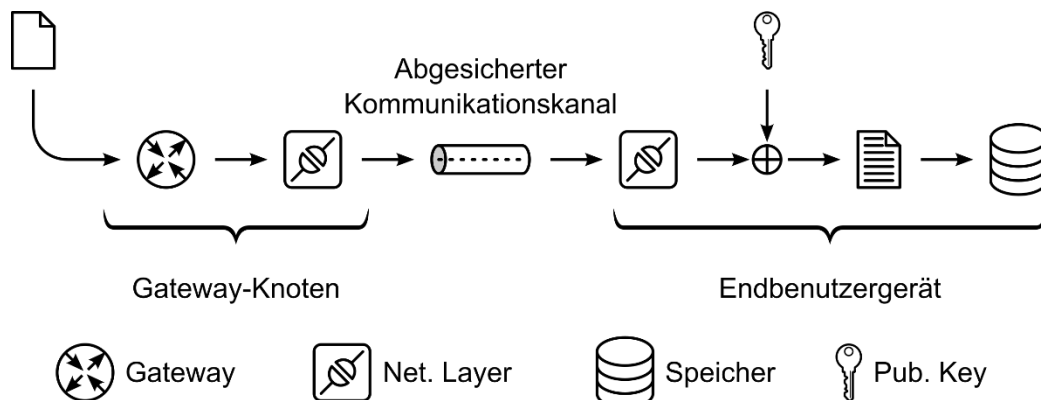 Abgesicherter
Kommunikationskanal
Gateway-Knoten
Endbenutzergerät
Gateway
Net. Layer
Speicher
Pub. Key